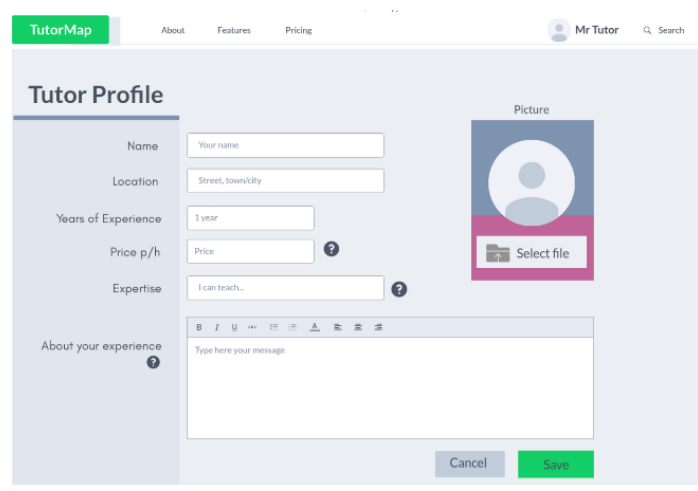 TutorMap About Features Pricing Mr Tutor Search
Tutor Profile
Picture
Name Your name
Location Street, town/city
Years of Experience 1 year
Price p/h Price ?
Select file
Expertise I can teach... ?
B I U A
About your experience ?
Type here your message
Cancel Save